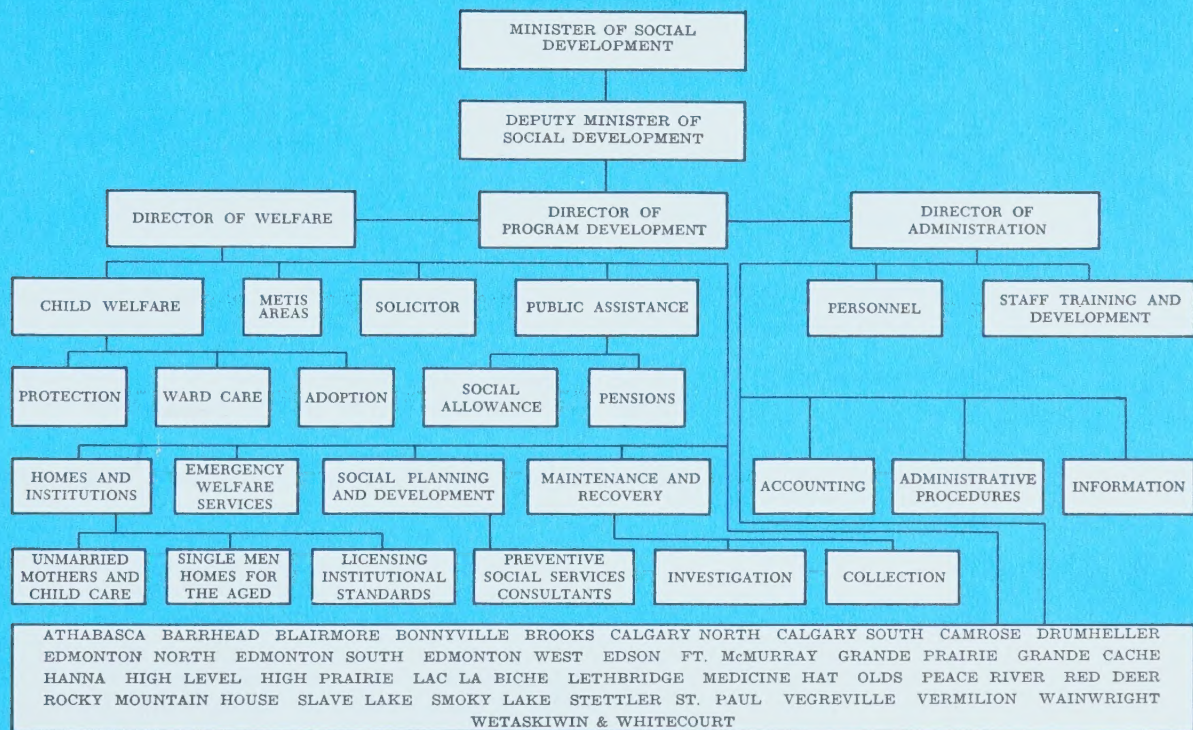 MINISTER OF SOCIAL
DEVELOPMENT
DEPUTY MINISTER OF
SOCIAL DEVELOPMENT
DIRECTOR OF WELFARE
DIRECTOR OF
PROGRAM DEVELOPMENT
DIRECTOR OF
ADMINISTRATION
CHILD WELFARE
METIS
AREAS
SOLICITOR
PUBLIC ASSISTANCE
PERSONNEL
STAFF TRAINING AND
DEVELOPMENT
PROTECTION
WARD CARE
ADOPTION
SOCIAL
ALLOWANCE
PENSIONS
HOMES AND
INSTITUTIONS
EMERGENCY
WELFARE
SERVICES
SOCIAL PLANNING
AND DEVELOPMENT
MAINTENANCE AND
RECOVERY
ACCOUNTING
ADMINISTRATIVE
PROCEDURES
INFORMATION
UNMARRIED
MOTHERS AND
CHILD CARE
SINGLE MEN
HOMES FOR
THE AGED
LICENSING
INSTITUTIONAL
STANDARDS
PREVENTIVE
SOCIAL SERVICES
CONSULTANTS
INVESTIGATION
COLLECTION
ATHABASCA BARRHEAD BLAIRMORE BONNYVILLE BROOKS CALGARY NORTH CALGARY SOUTH CAMROSE DRUMHELLER
EDMONTON NORTH EDMONTON SOUTH EDMONTON WEST EDSON FT. McMURRAY GRANDE PRAIRIE GRANDE CACHE
HANNA HIGH LEVEL HIGH PRAIRIE LAC LA BICHE LETHBRIDGE MEDICINE HAT OLDS PEACE RIVER RED DEER
ROCKY MOUNTAIN HOUSE SLAVE LAKE SMOKY LAKE STETTLER ST. PAUL VEGREVILLE VERMILION WAINWRIGHT
WETASKIWIN & WHITECOURT